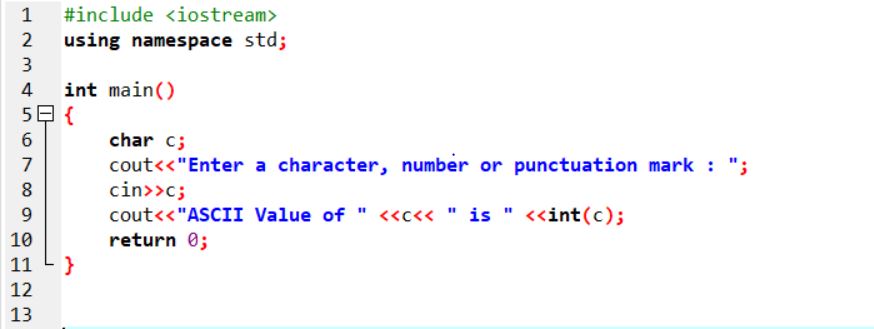 1 #include <iostream>
2 using namespace std;
3
4 int main()
5 {
6 char c;
7 cout<<"Enter a character, number or punctuation mark : ";
8 cin>>c;
9 cout<<"ASCII Value of " <<c<< " is " <<int(c);
10 return 0;
11 }
12
13